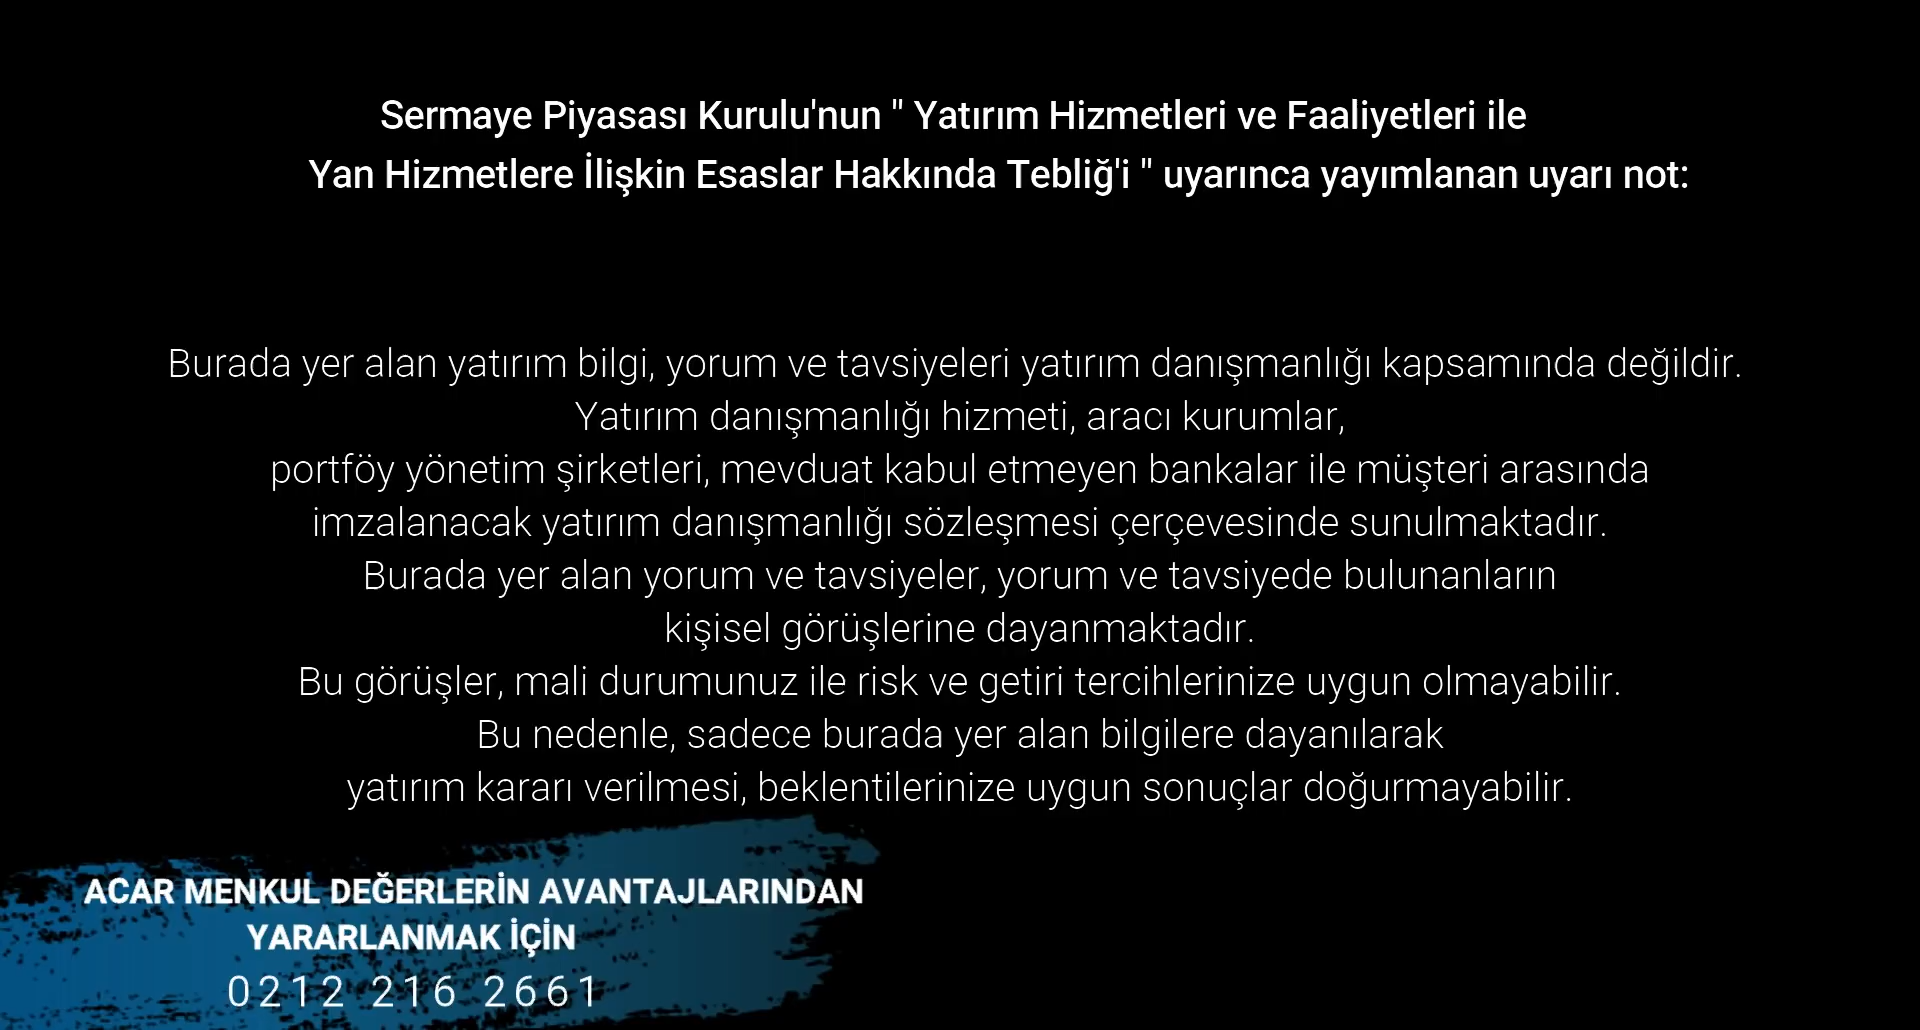 Sermaye Piyasası Kurulu'nun " Yatırım Hizmetleri ve Faaliyetleri ile
Yan Hizmetlere İlişkin Esaslar Hakkında Tebliğ'i " uyarınca yayımlanan uyarı not:
Burada yer alan yatırım bilgi, yorum ve tavsiyeleri yatırım danışmanlığı kapsamında değildir.
Yatırım danışmanlığı hizmeti, aracı kurumlar,
portföy yönetim şirketleri, mevduat kabul etmeyen bankalar ile müşteri arasında
imzalanacak yatırım danışmanlığı sözleşmesi çerçevesinde sunulmaktadır.
Burada yer alan yorum ve tavsiyeler, yorum ve tavsiyede bulunanların
kişisel görüşlerine dayanmaktadır.
Bu görüşler, mali durumunuz ile risk ve getiri tercihlerinize uygun olmayabilir.
Bu nedenle, sadece burada yer alan bilgilere dayanılarak
yatırım kararı verilmesi, beklentilerinize uygun sonuçlar doğurmayabilir.
ACAR MENKUL DEĞERLERİN AVANTAJLARINDAN
YARARLANMAK İÇİN
0212 216 2661